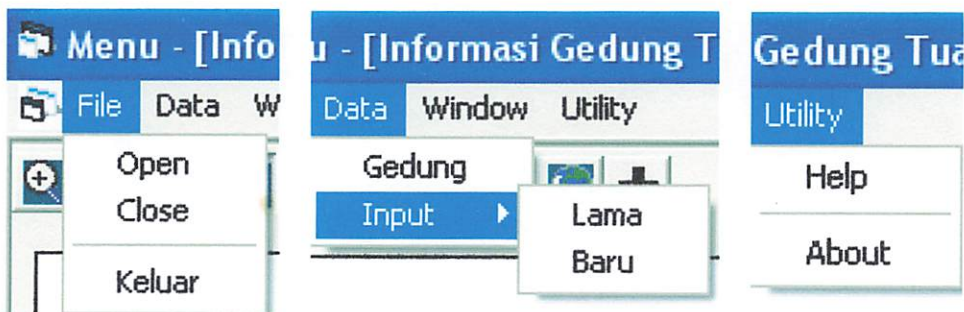 Menu - [Info
File Data W
Open
Close
Keluar
u - [Informasi Gedung T
Data Window Utility
Gedung
Input
Lama
Baru
Gedung Tua
Utility
Help
About